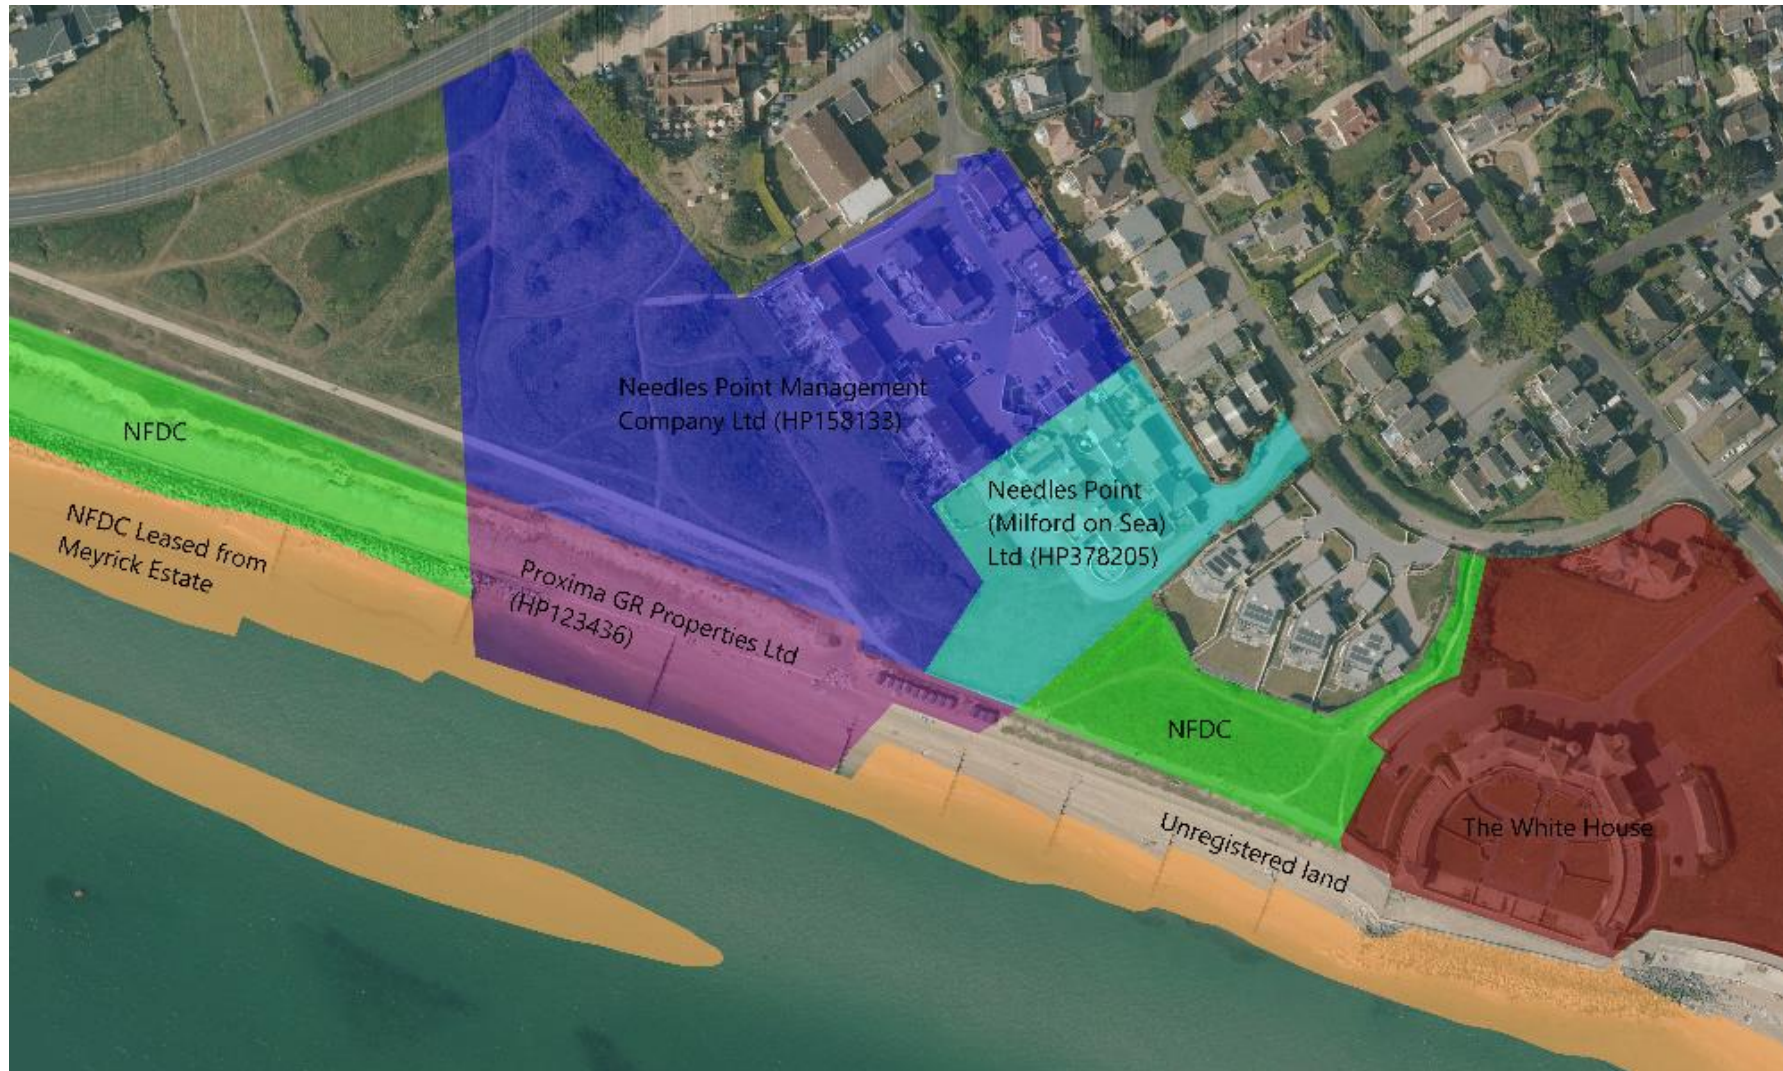 Needles Point Management
Company Ltd (HP158133)
NFDC
Needles Point
(Milford on Sea)
Ltd (HP378205)
NFDC Leased from
Meyrick Estate
Proxima GR Properties Ltd
(HP123436)
NFDC
The White House
Unregistered land